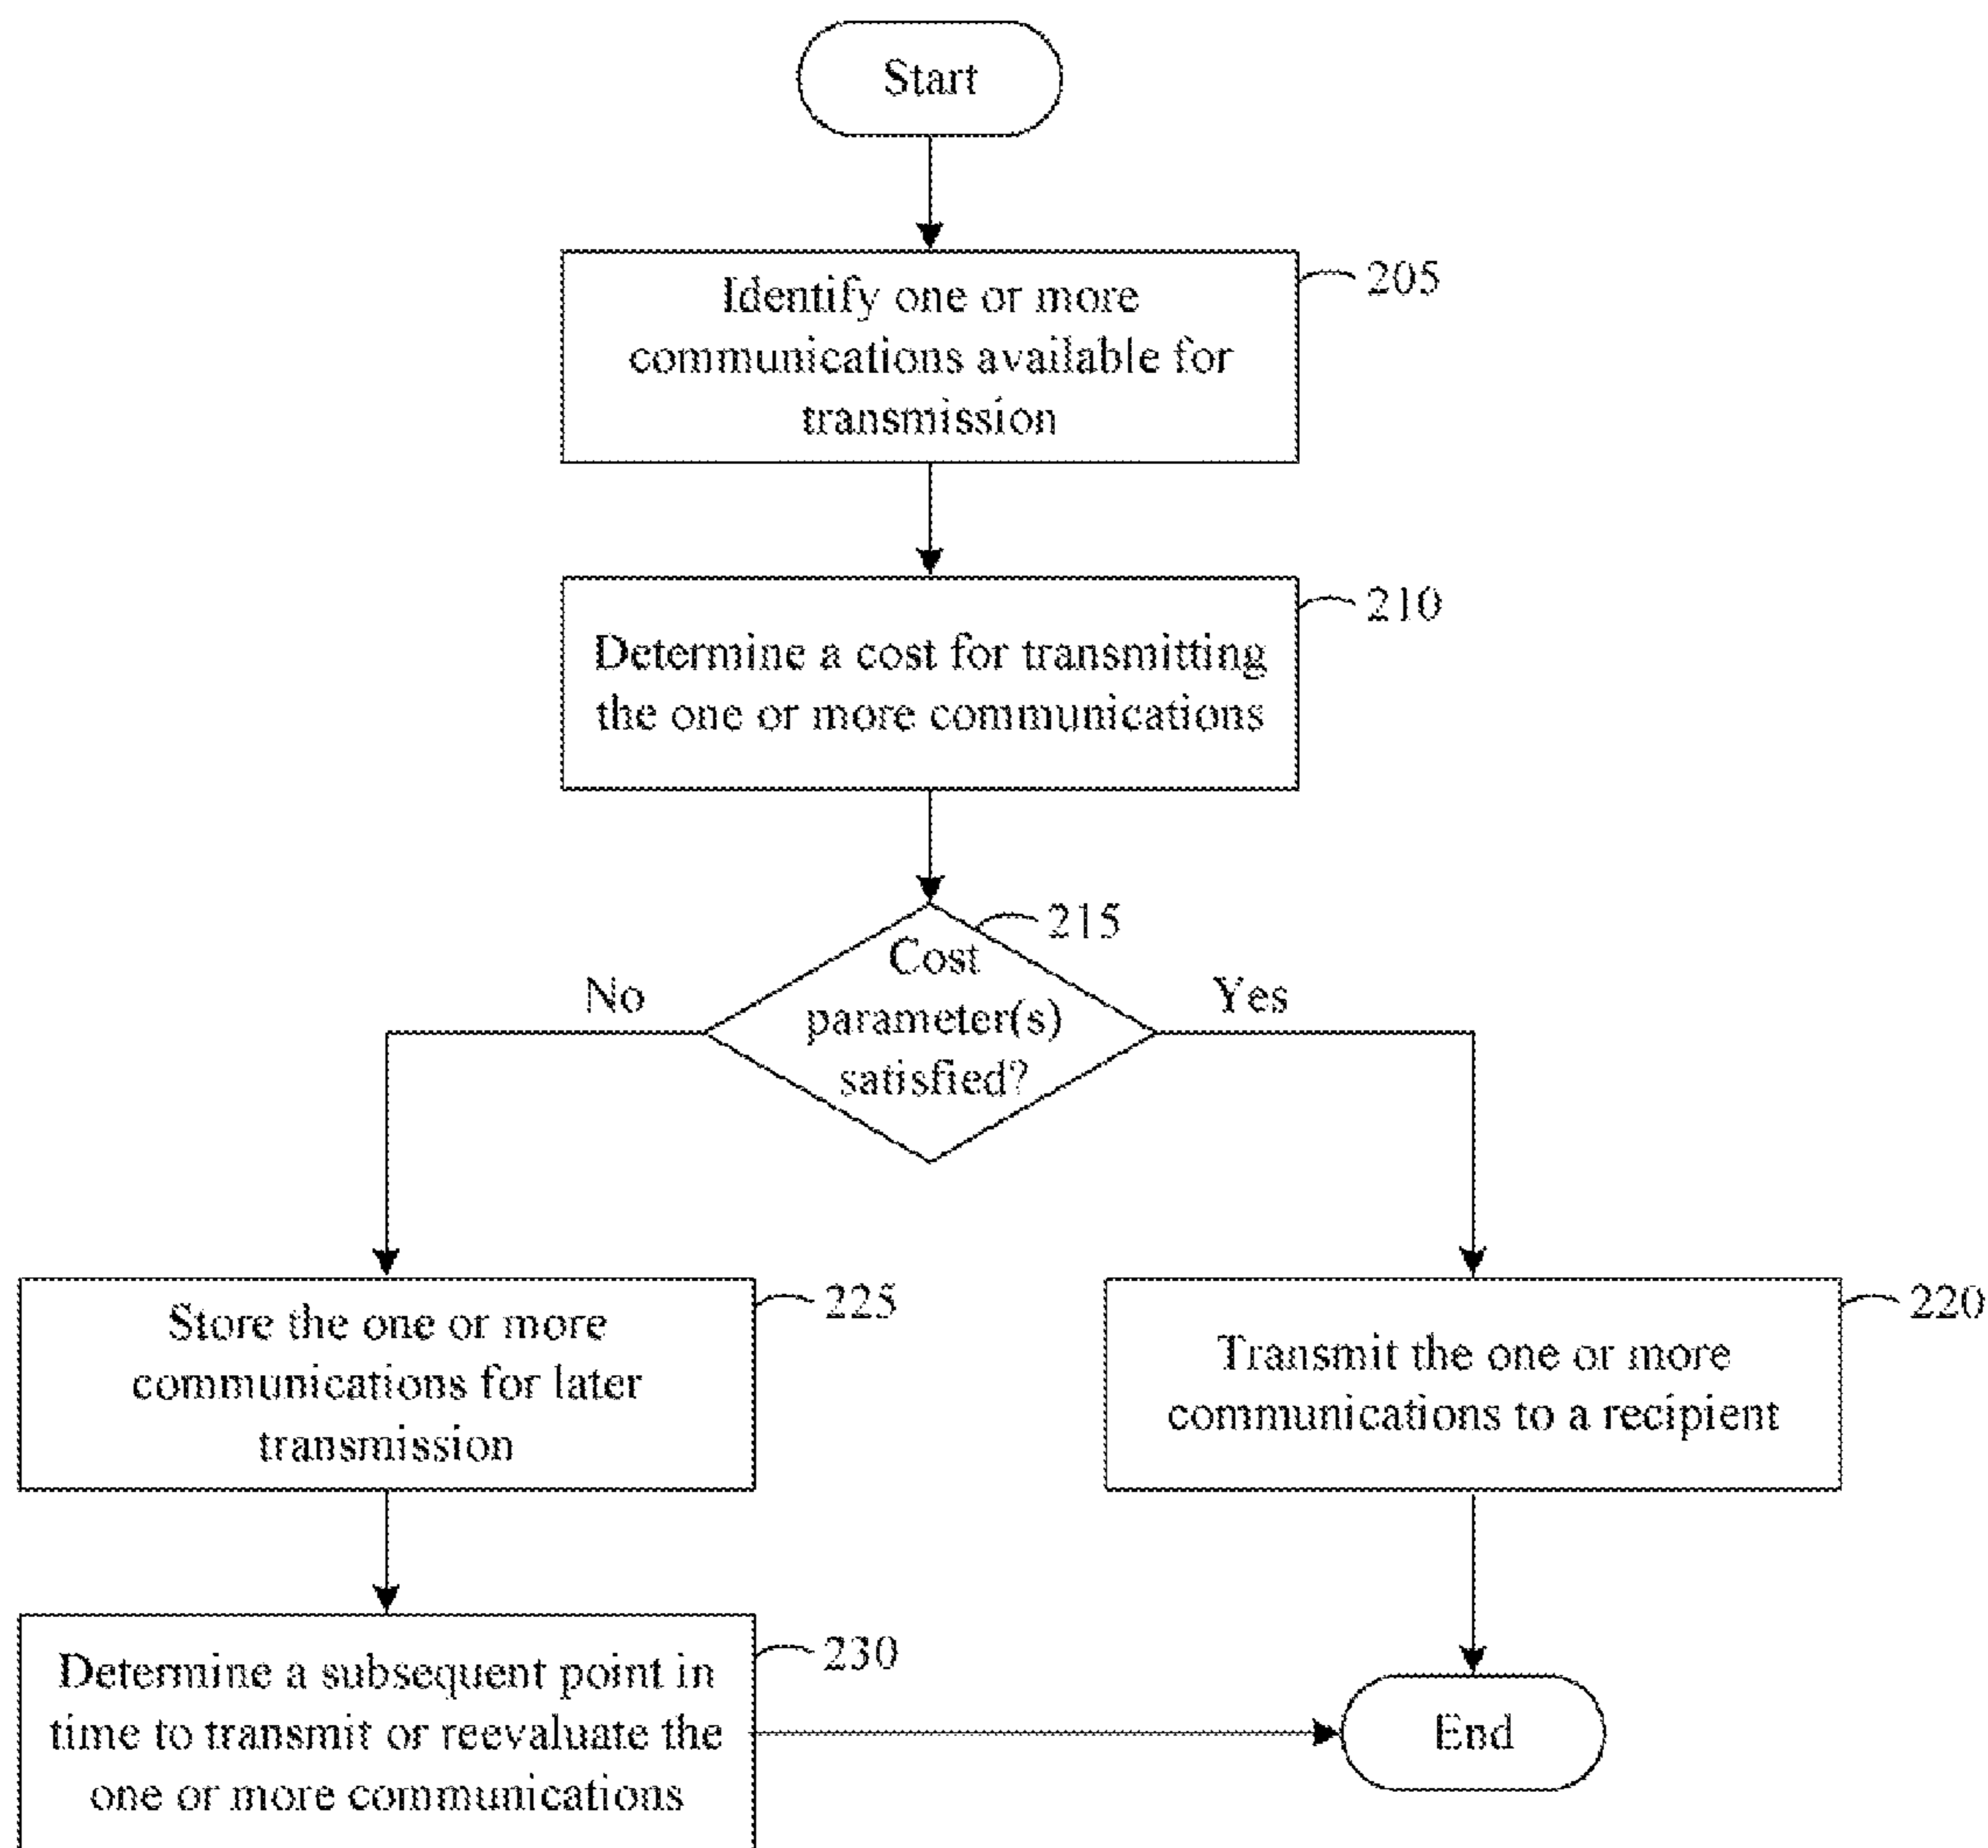 Start
Identify one or more
communications available for
transmission
205
Determine a cost for transmitting
the one or more communications
210
215
Cost
parameter(s)
satisfied?
No
Yes
Store the one or more
communications for later
transmission
225
Transmit the one or more
communications to a recipient
220
Determine a subsequent point in
time to transmit or reevaluate the
one or more communications
230
End